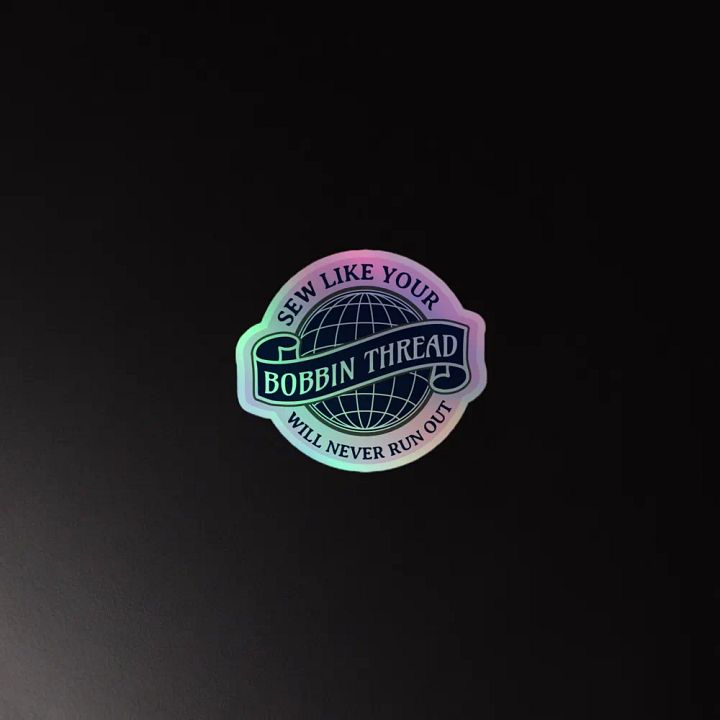 SEW LIKE YOUR
BOBBIN THREAD
WILL NEVER RUN OUT